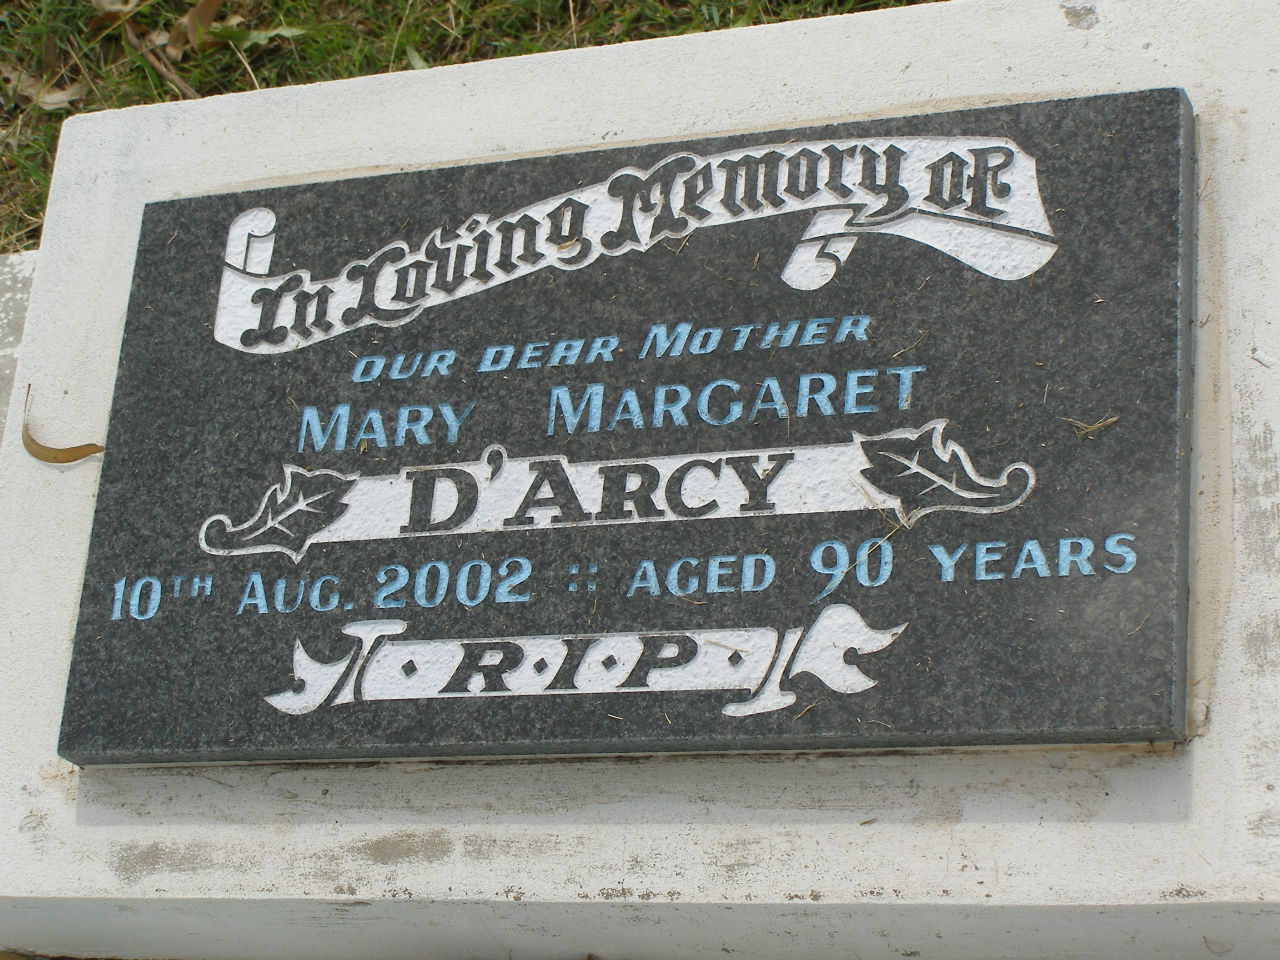 In Loving Memory of
OUR DEAR MOTHER
MARY MARGARET
D'ARCY
10TH AUG. 2002 :: AGED 90 YEARS
·R·I·P·